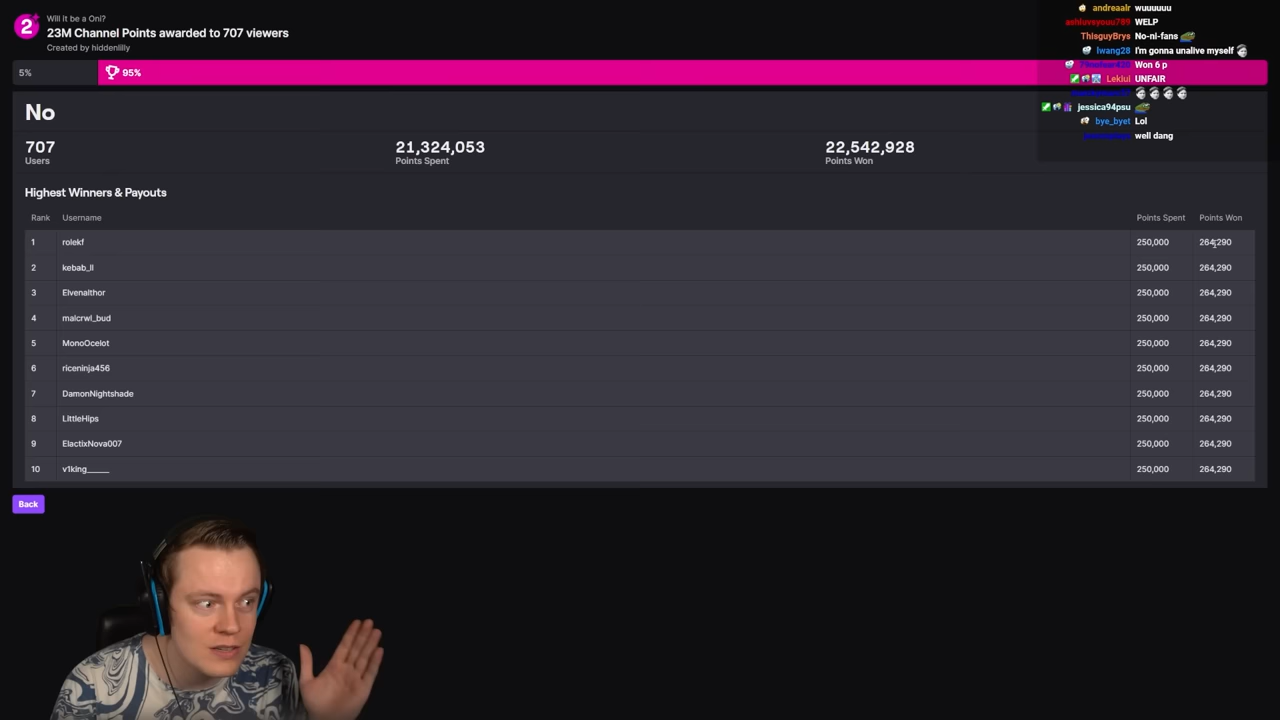 2
Will it be a Oni?
23M Channel Points awarded to 707 viewers
Created by hiddenlilly
5%
95%
No
707
Users
21,324,053
Points Spent
22,542,928
Points Won
Highest Winners & Payouts
Rank Username Points Spent Points Won
1 rolekf 250,000 264,290
2 kebab_ll 250,000 264,290
3 Elvenalthor 250,000 264,290
4 malcrwl_bud 250,000 264,290
5 MonoOcelot 250,000 264,290
6 riceninja456 250,000 264,290
7 DamonNightshade 250,000 264,290
8 LittleHips 250,000 264,290
9 ElactixNova007 250,000 264,290
10 v1king______ 250,000 264,290
Back
andreaalr wuuuuuu
ashluvsyouu789 WELP
ThisguyBrys No-ni-fans
lwang28 I'm gonna unalive myself
Won 6 p
Lekiui UNFAIR
jessica94psu
bye_byet Lol
well dang